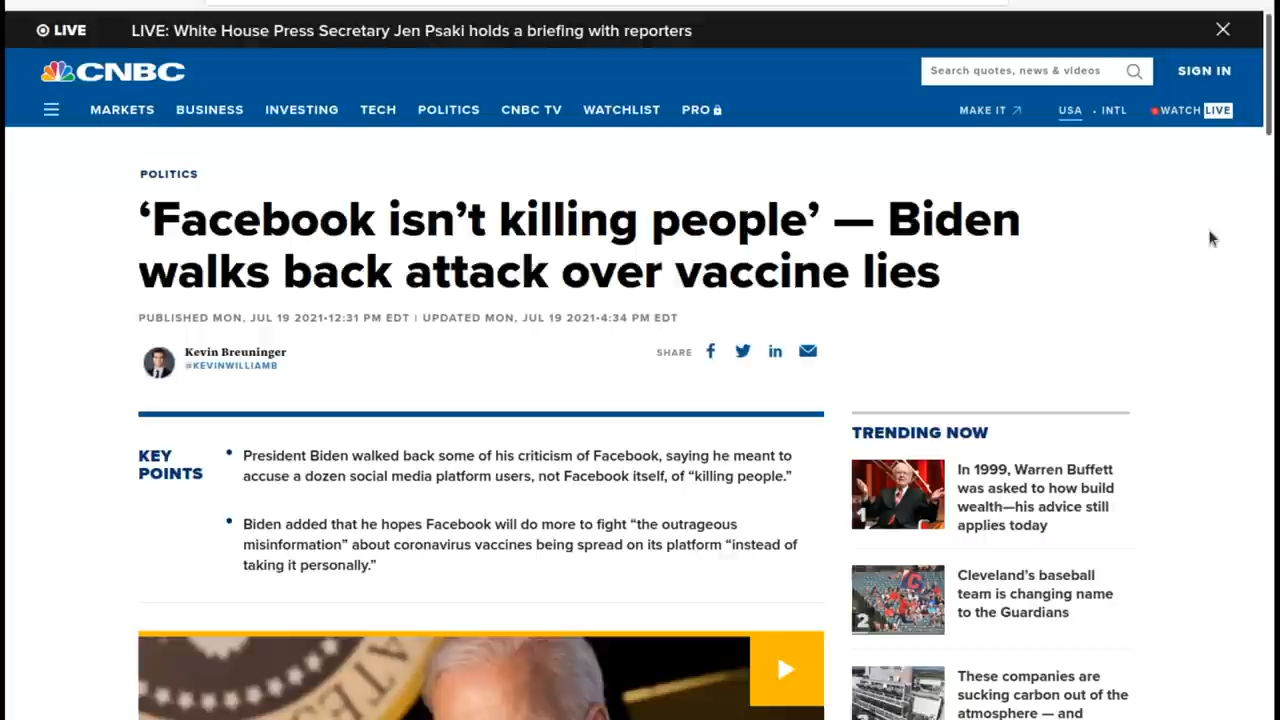 LIVE
LIVE: White House Press Secretary Jen Psaki holds a briefing with reporters
CNBC
Search quotes, news & videos
SIGN IN
MARKETS BUSINESS INVESTING TECH POLITICS CNBC TV WATCHLIST PRO
MAKE IT USA • INTL WATCH LIVE
POLITICS
‘Facebook isn’t killing people’ — Biden
walks back attack over vaccine lies
PUBLISHED MON, JUL 19 2021•12:31 PM EDT | UPDATED MON, JUL 19 2021•4:34 PM EDT
Kevin Breuninger
@KEVINWILLIAMB
SHARE
KEY
POINTS
• President Biden walked back some of his criticism of Facebook, saying he meant to
accuse a dozen social media platform users, not Facebook itself, of “killing people.”
• Biden added that he hopes Facebook will do more to fight “the outrageous
misinformation” about coronavirus vaccines being spread on its platform “instead of
taking it personally.”
TRENDING NOW
1
In 1999, Warren Buffett
was asked to how build
wealth—his advice still
applies today
2
Cleveland’s baseball
team is changing name
to the Guardians
These companies are
sucking carbon out of the
atmosphere — and